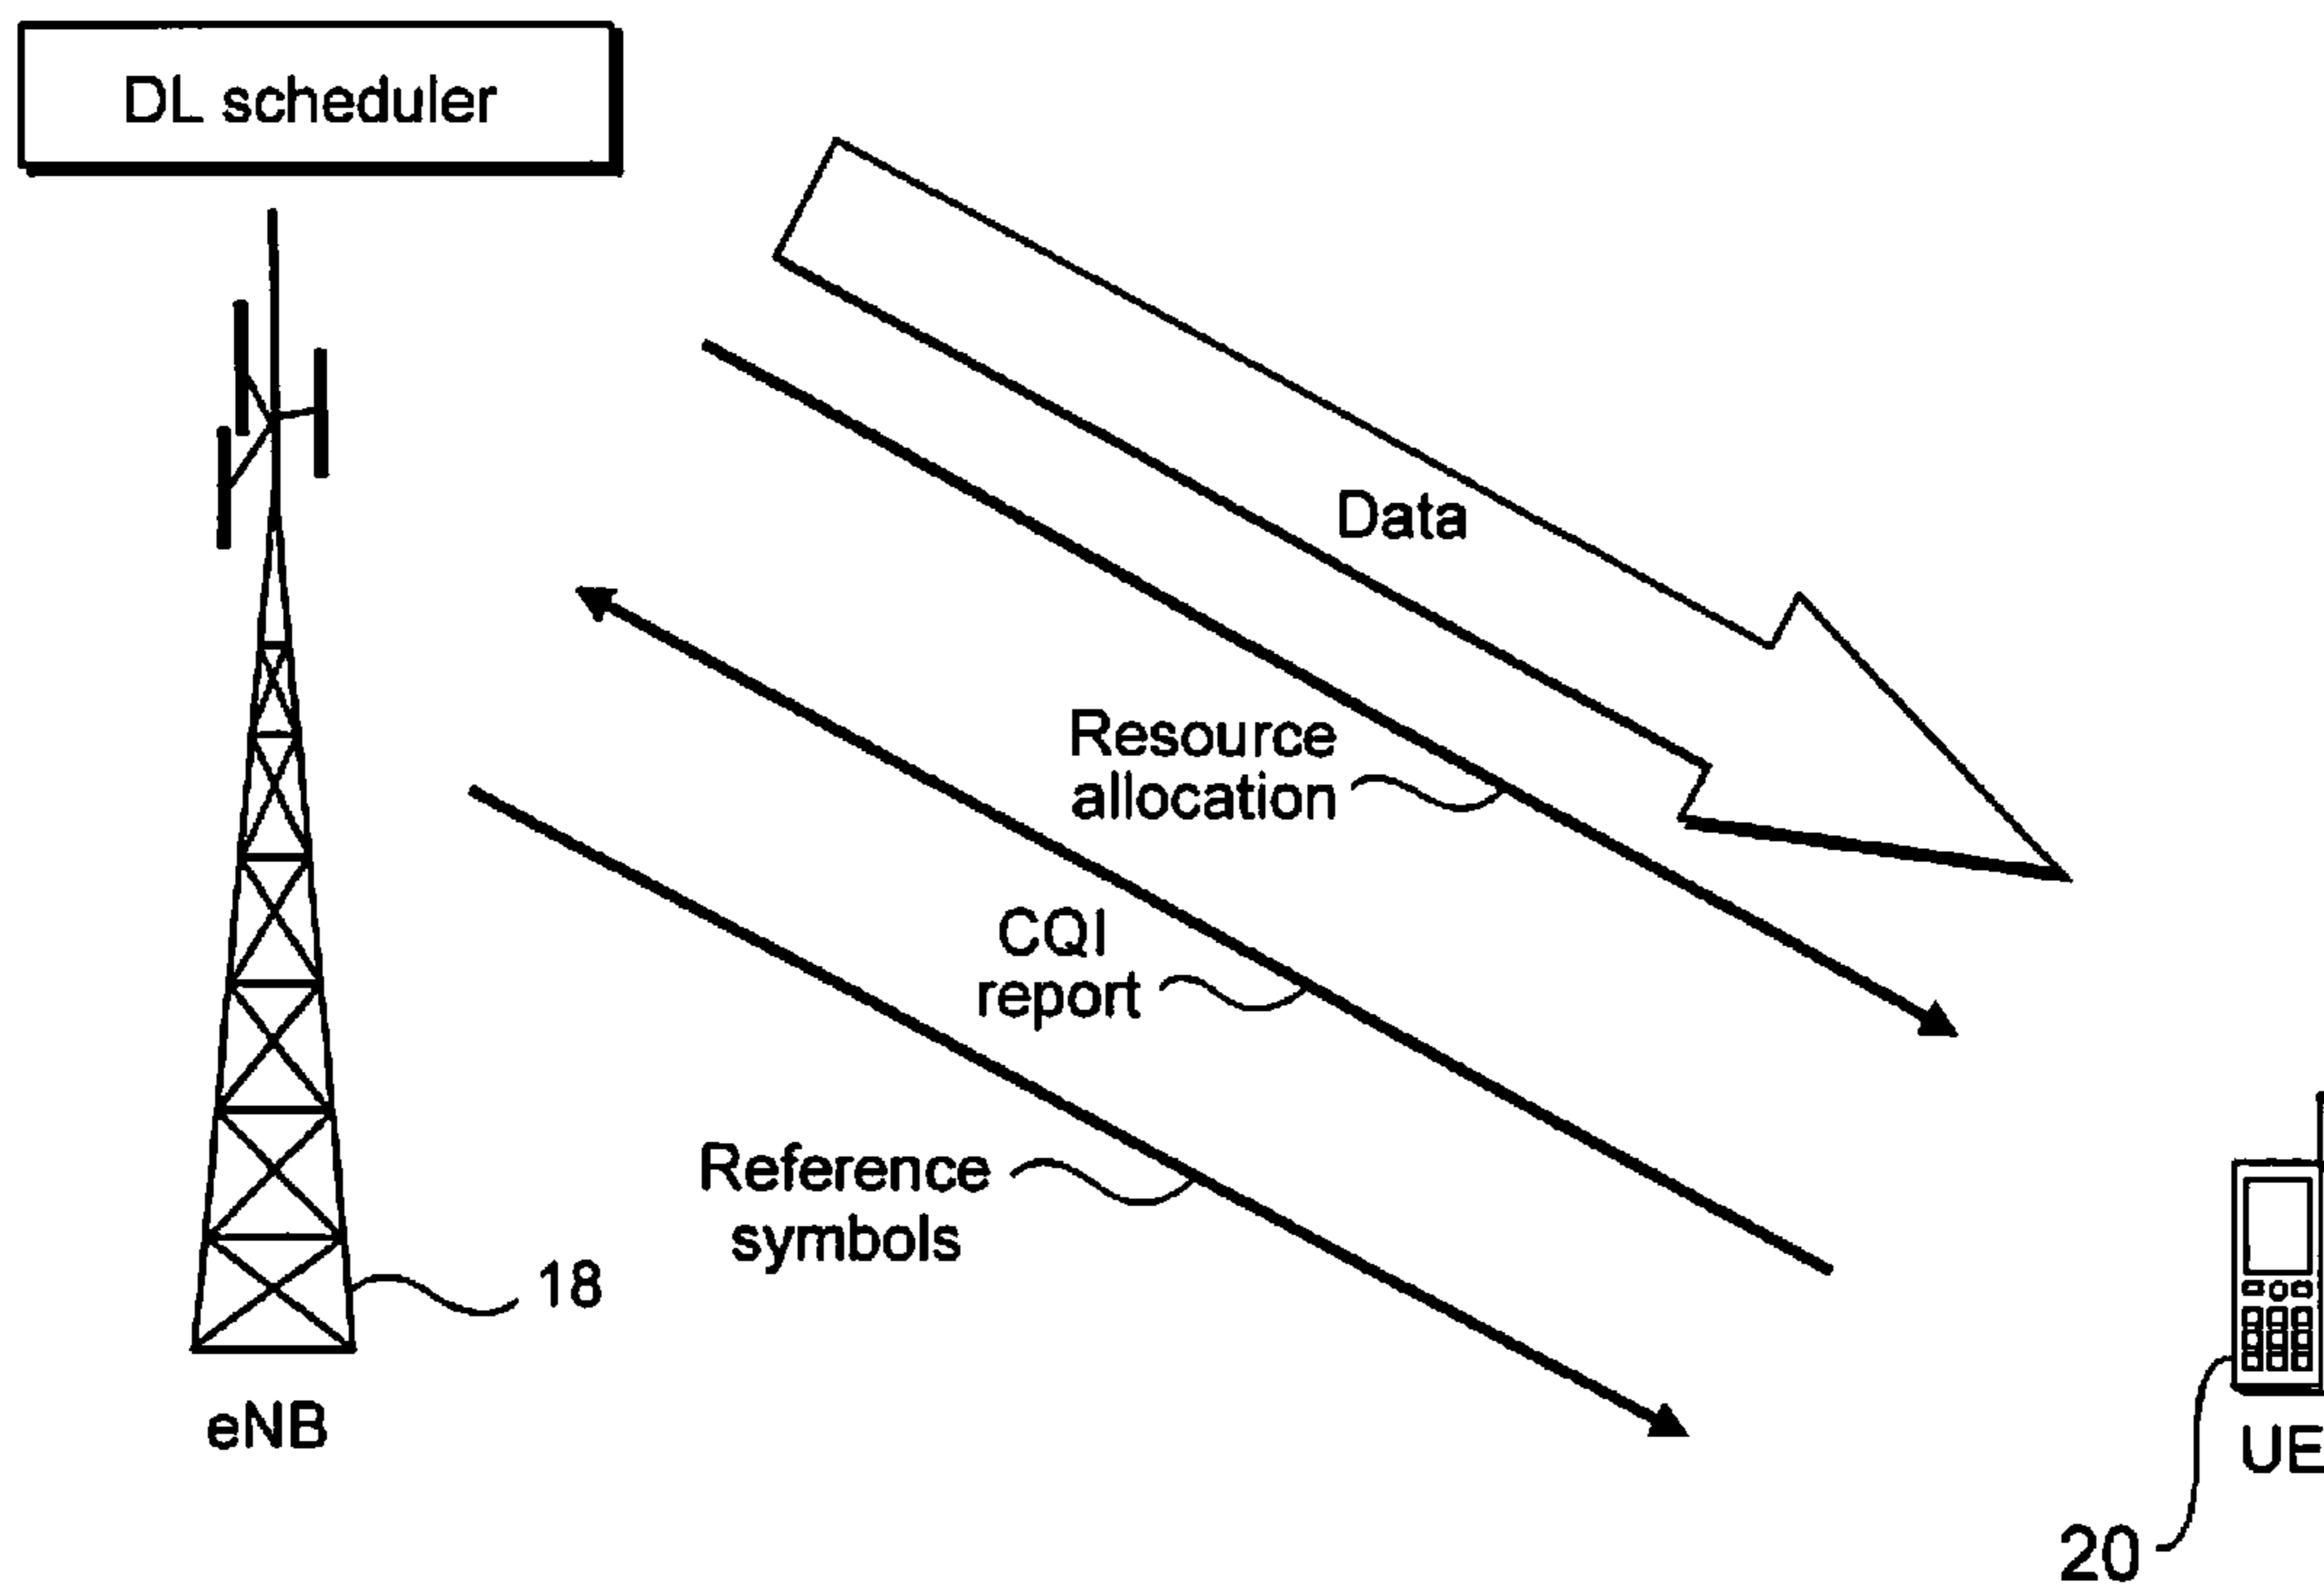 DL scheduler
Data
Resource
allocation
CQI
report
Reference
symbols
18
eNB
UE
20